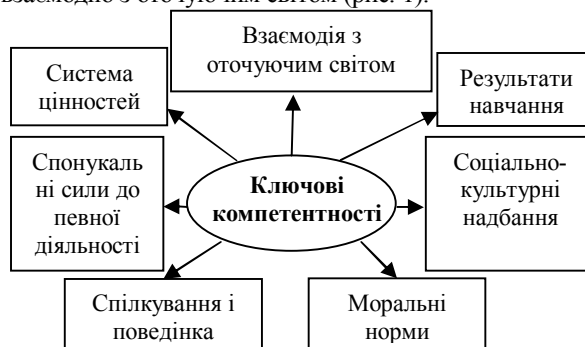 взаємодію з оточуючим світом (рис. 1).
Взаємодія з
оточуючим світом
Система
цінностей
Результати
навчання
Спонукаль
ні сили до
певної
діяльності
Ключові
компетентності
Соціально-
культурні
надбання
Спілкування і
поведінка
Моральні
норми